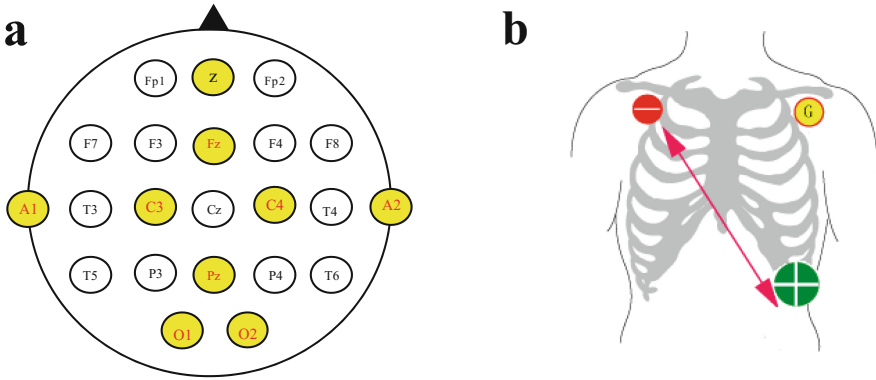 a
b
Fp1 Z Fp2
F7 F3 Fz F4 F8
A1 T3 C3 Cz C4 T4 A2
T5 P3 Pz P4 T6
O1 O2
G